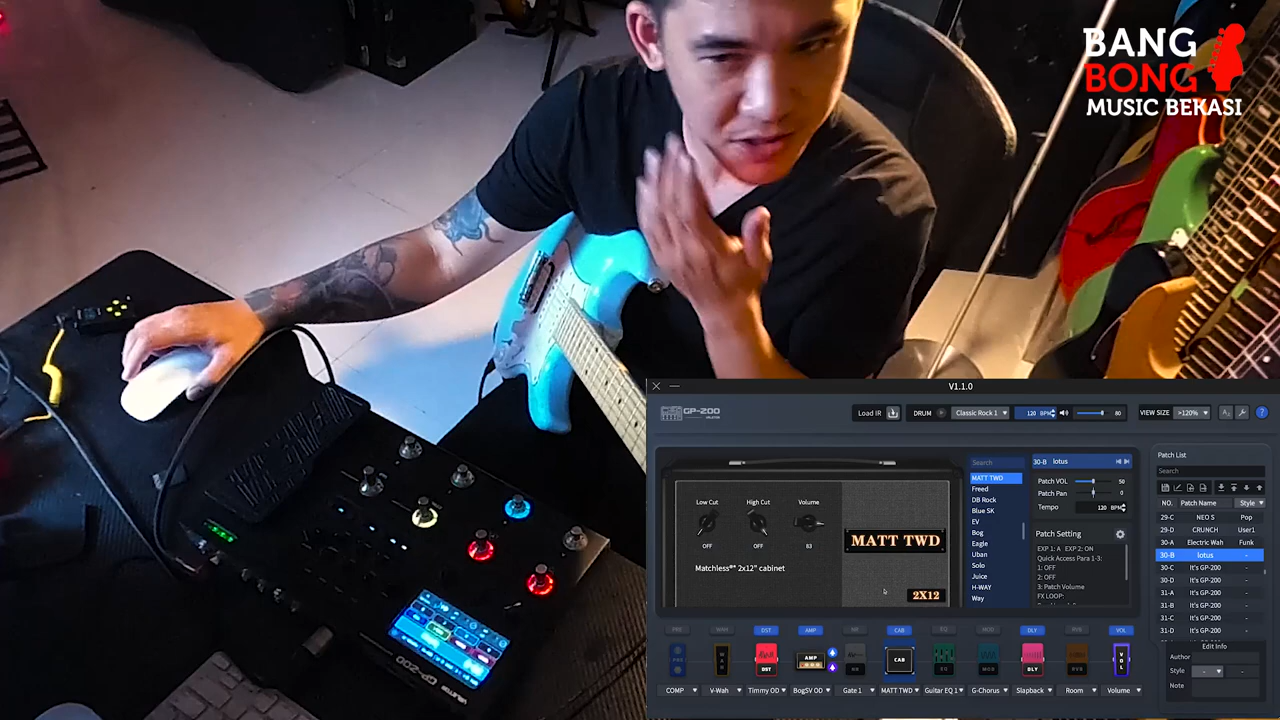 BANG
BONG
MUSIC BEKASI
V1.1.0
GP-200
Load IR
DRUM
Classic Rock 1
120 BPM
80
VIEW SIZE
>120%
?
Search
MATT TWD
Freed
DB Rock
Blue SK
EV
Bog
Eagle
Uban
Solo
Juice
H-WAY
Way
30-B lotus
Patch VOL 50
Patch Pan 0
Tempo 120 BPM
Patch Setting
EXP 1: A EXP 2: ON
Quick Access Para 1-3:
1: OFF
2: OFF
3: Patch Volume
FX LOOP:
Patch List
Search
NO. Patch Name Style
29-C NEO S Pop
29-D CRUNCH User1
30-A Electric Wah Funk
30-B lotus -
30-C It's GP-200 -
30-D It's GP-200 -
31-A It's GP-200 -
31-B It's GP-200 -
31-C It's GP-200 -
31-D It's GP-200 -
Edit Info
Author
Style - -
Note
Low Cut High Cut Volume
OFF OFF 83
Matchless® 2x12" cabinet
MATT TWD
2X12
PRE WAH DST AMP NR CAB EQ MOD DLY RVB VOL
PRE WAH DST AMP NR CAB EQ MOD DLY RVB VOL
COMP V-Wah Timmy OD BogSV OD Gate 1 MATT TWD Guitar EQ 1 G-Chorus Slapback Room Volume
GP-200